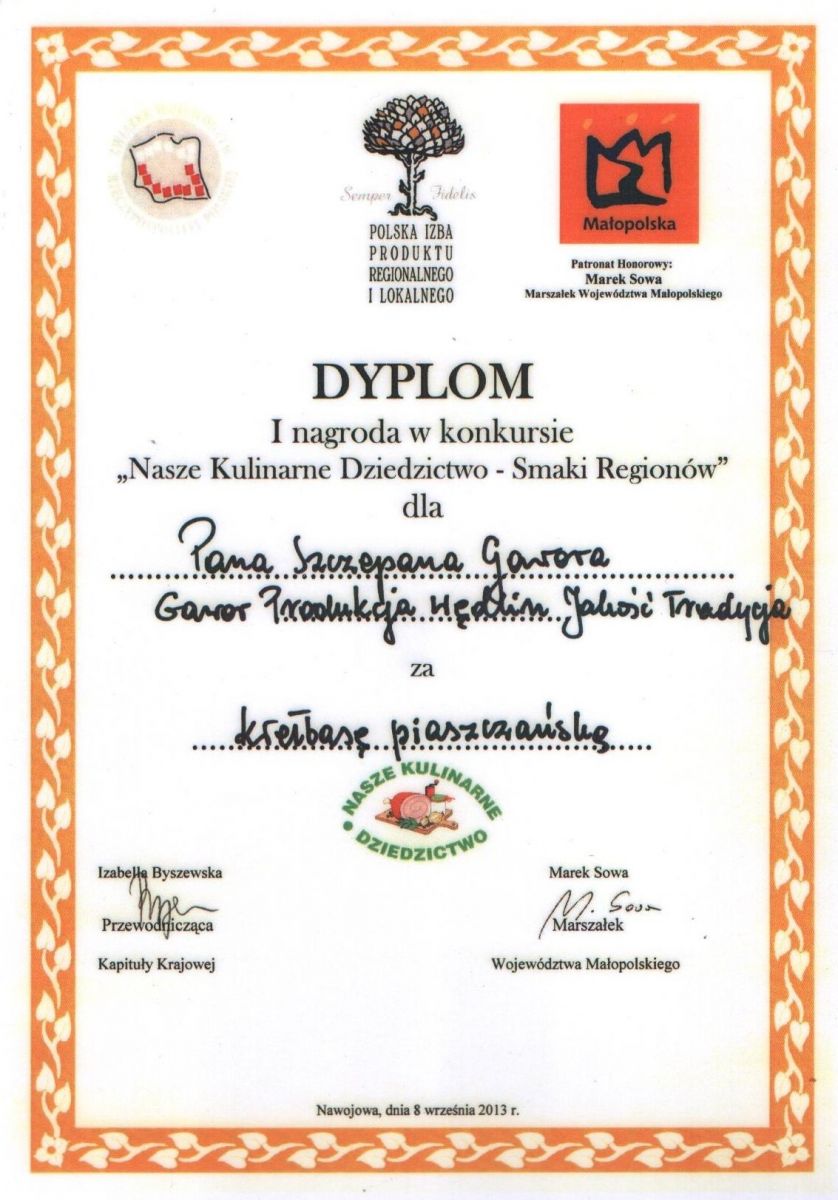 Semper Fidelis
POLSKA IZBA
PRODUKTU
REGIONALNEGO
I LOKALNEGO
Małopolska
Patronat Honorowy:
Marek Sowa
Marszałek Województwa Małopolskiego
DYPLOM
I nagroda w konkursie
„Nasze Kulinarne Dziedzictwo - Smaki Regionów”
dla
Pana Szczepana Gawora
Gawor Produkcja Wędlin Jakość Tradycja
za
kiełbasę piaszczańską
NASZE KULINARNE
DZIEDZICTWO
Izabella Byszewska
Przewodnicząca
Kapituły Krajowej
Marek Sowa
M. Sowa
Marszałek
Województwa Małopolskiego
Nawojowa, dnia 8 września 2013 r.